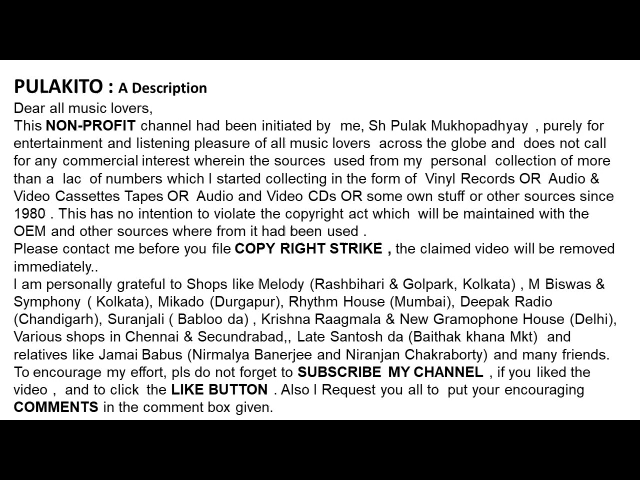 PULAKITO : A Description
Dear all music lovers,
This NON-PROFIT channel had been initiated by me, Sh Pulak Mukhopadhyay , purely for
entertainment and listening pleasure of all music lovers across the globe and does not call
for any commercial interest wherein the sources used from my personal collection of more
than a lac of numbers which I started collecting in the form of Vinyl Records OR Audio &
Video Cassettes Tapes OR Audio and Video CDs OR some own stuff or other sources since
1980 . This has no intention to violate the copyright act which will be maintained with the
OEM and other sources where from it had been used .
Please contact me before you file COPY RIGHT STRIKE , the claimed video will be removed
immediately..
I am personally grateful to Shops like Melody (Rashbihari & Golpark, Kolkata) , M Biswas &
Symphony ( Kolkata), Mikado (Durgapur), Rhythm House (Mumbai), Deepak Radio
(Chandigarh), Suranjali ( Babloo da) , Krishna Raagmala & New Gramophone House (Delhi),
Various shops in Chennai & Secundrabad,, Late Santosh da (Baithak khana Mkt) and
relatives like Jamai Babus (Nirmalya Banerjee and Niranjan Chakraborty) and many friends.
To encourage my effort, pls do not forget to SUBSCRIBE MY CHANNEL , if you liked the
video , and to click the LIKE BUTTON . Also I Request you all to put your encouraging
COMMENTS in the comment box given.